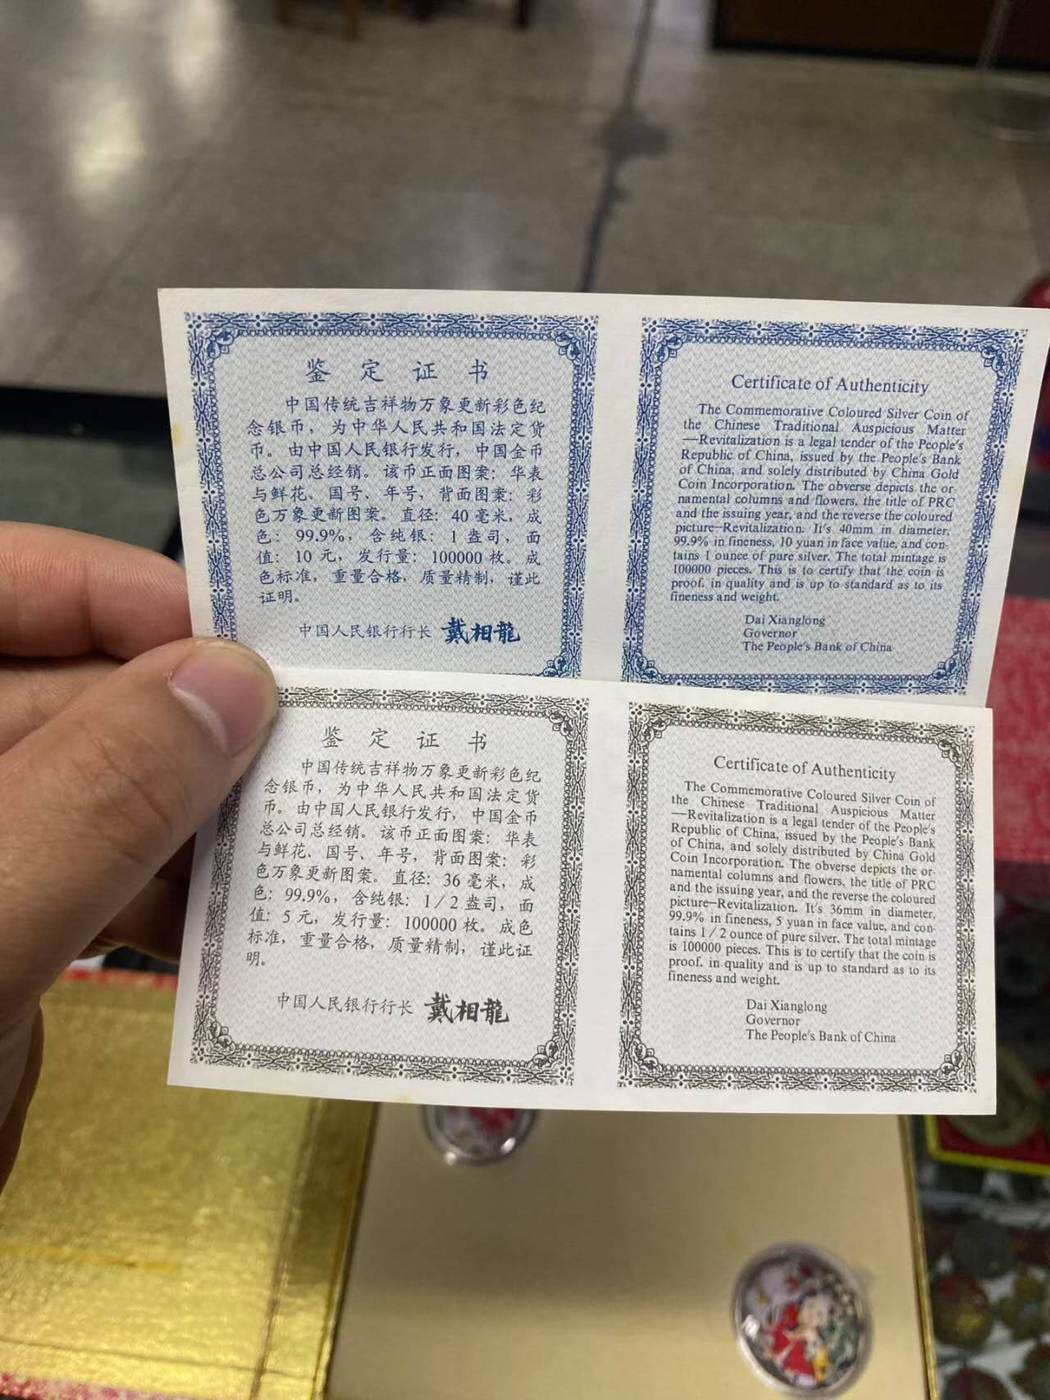 鉴定证书
中国传统吉祥物万象更新彩色纪
念银币，为中华人民共和国法定货
币。由中国人民银行发行，中国金币
总公司总经销。该币正面图案：华表
与鲜花、国号、年号，背面图案：彩
色万象更新图案。直径：40毫米，成
色：99.9%，含纯银：1盎司，面
值：10元，发行量：100000枚。成
色标准，重量合格，质量精制，谨此
证明。
中国人民银行行长 戴相龍
Certificate of Authenticity
The Commemorative Coloured Silver Coin of
the Chinese Traditional Auspicious Matter
—Revitalization is a legal tender of the People's
Republic of China, issued by the People's Bank
of China, and solely distributed by China Gold
Coin Incorporation. The obverse depicts the or-
namental columns and flowers, the title of PRC
and the issuing year, and the reverse the coloured
picture—Revitalization. It's 40mm in diameter,
99.9% in fineness, 10 yuan in face value, and con-
tains 1 ounce of pure silver. The total mintage is
100000 pieces. This is to certify that the coin is
proof. in quality and is up to standard as to its
fineness and weight.
Dai Xianglong
Governor
The People's Bank of China
鉴定证书
中国传统吉祥物万象更新彩色纪
念银币，为中华人民共和国法定货
币。由中国人民银行发行，中国金币
总公司总经销。该币正面图案：华表
与鲜花、国号、年号，背面图案：彩
色万象更新图案。直径：36毫米，成
色：99.9%，含纯银：1/2盎司，面
值：5元，发行量：100000枚。成色
标准，重量合格，质量精制，谨此证
明。
中国人民银行行长 戴相龍
Certificate of Authenticity
The Commemorative Coloured Silver Coin of
the Chinese Traditional Auspicious Matter
—Revitalization is a legal tender of the People's
Republic of China, issued by the People's Bank
of China, and solely distributed by China Gold
Coin Incorporation. The obverse depicts the or-
namental columns and flowers, the title of PRC
and the issuing year, and the reverse the coloured
picture—Revitalization. It's 36mm in diameter,
99.9% in fineness, 5 yuan in face value, and con-
tains 1/2 ounce of pure silver. The total mintage
is 100000 pieces. This is to certify that the coin is
proof. in quality and is up to standard as to its
fineness and weight.
Dai Xianglong
Governor
The People's Bank of China